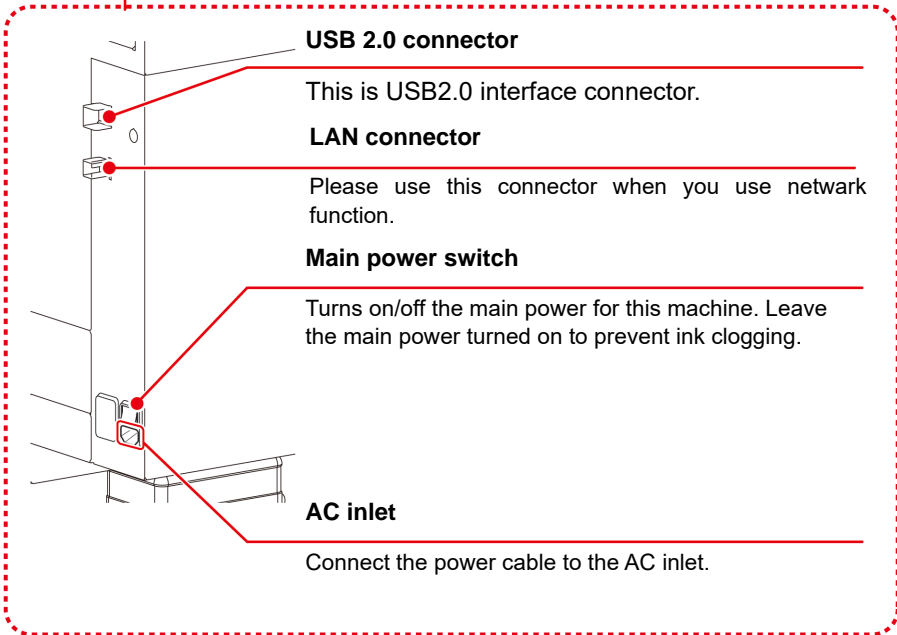 USB 2.0 connector
This is USB2.0 interface connector.
LAN connector
Please use this connector when you use netwark
function.
Main power switch
Turns on/off the main power for this machine. Leave
the main power turned on to prevent ink clogging.
AC inlet
Connect the power cable to the AC inlet.